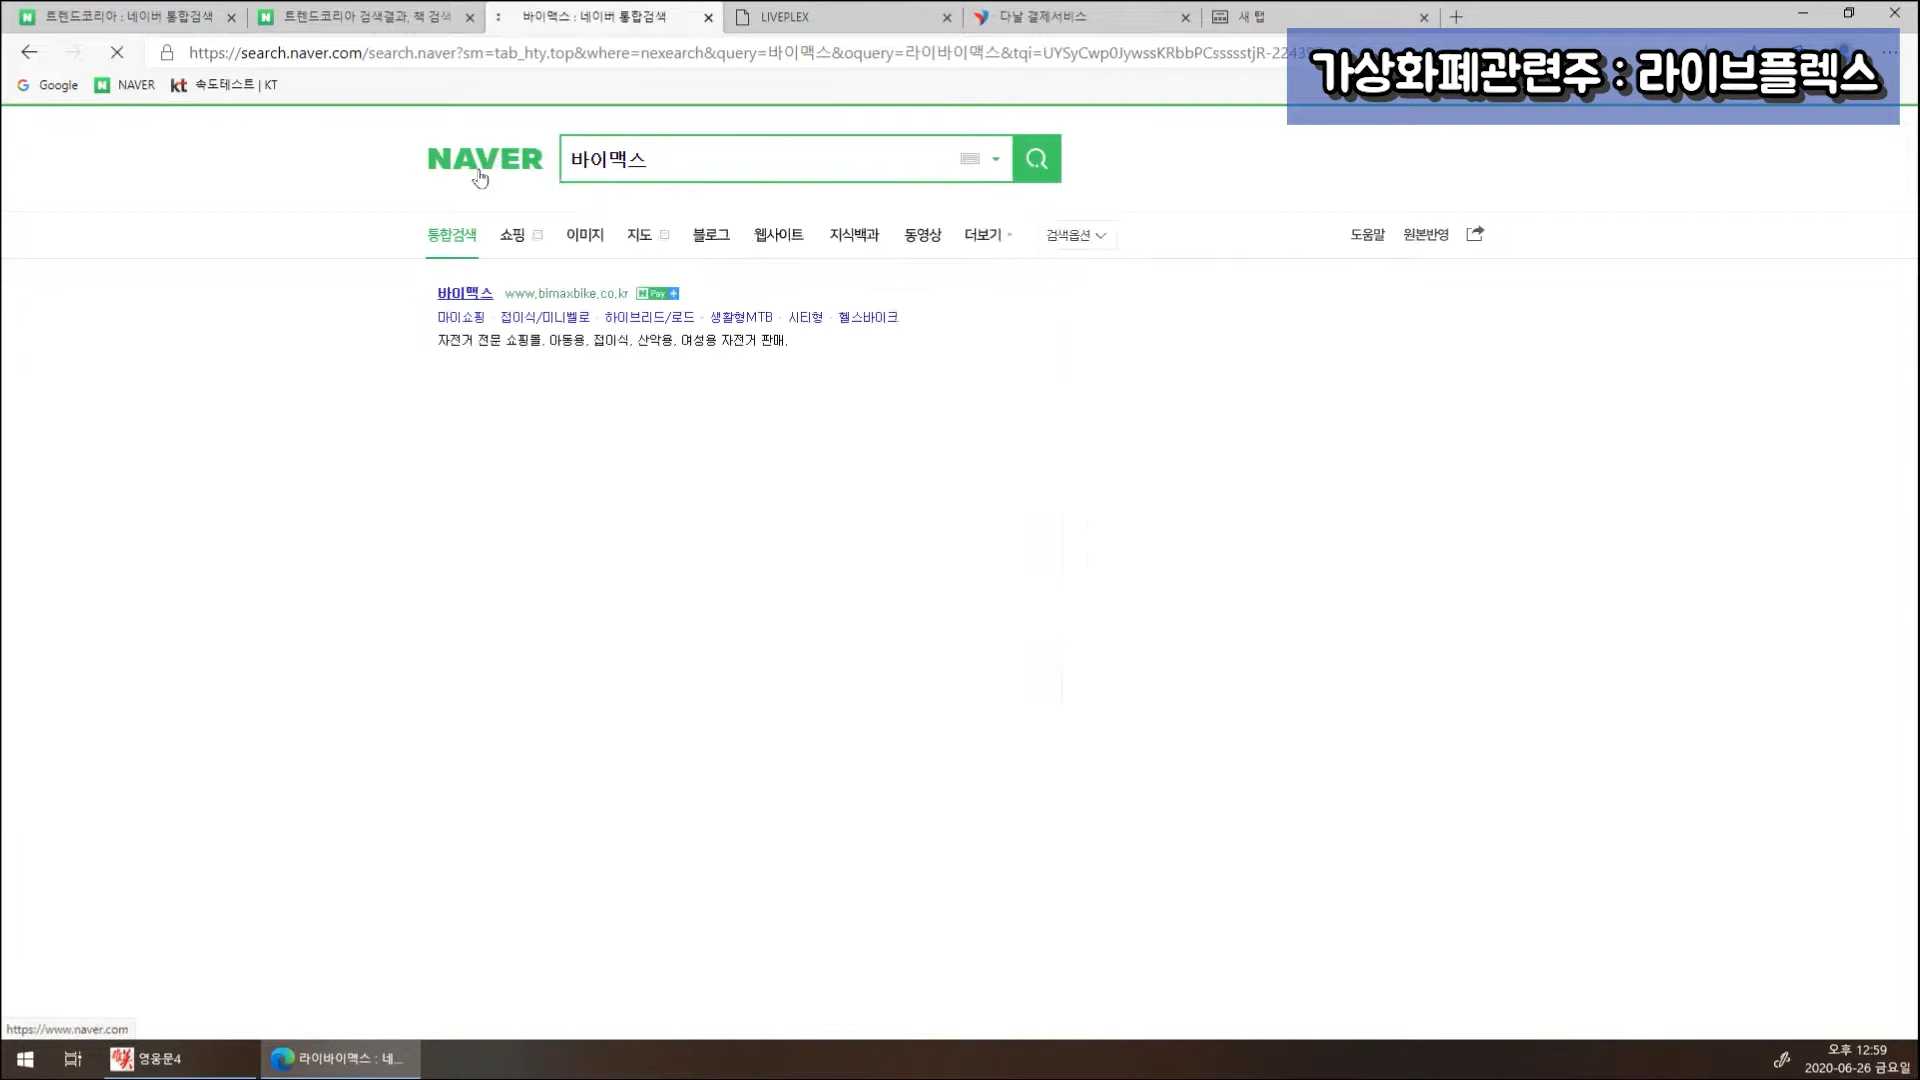 트렌드코리아 : 네이버 통합검색
트렌드코리아 검색결과, 책 검색
바이맥스 : 네이버 통합검색
LIVEPLEX
다날 결제서비스
새 탭
https://search.naver.com/search.naver?sm=tab_hty.top&where=nexearch&query=바이맥스&oquery=라이바이맥스&tqi=UYSyCwp0JywssKRbbPCssssstjR-2243
가상화폐관련주 : 라이브플렉스
Google NAVER kt 속도테스트 | KT
NAVER 바이맥스
통합검색 쇼핑 이미지 지도 블로그 웹사이트 지식백과 동영상 더보기 검색옵션 도움말 원본반영
바이맥스 www.bimaxbike.co.kr N Pay +
마이쇼핑 · 접이식/미니벨로 · 하이브리드/로드 · 생활형MTB · 시티형 · 헬스바이크
자전거 전문 쇼핑몰, 아동용, 접이식, 산악용, 여성용 자전거 판매.
https://www.naver.com
영웅문4
라이바이맥스 : 네...
오후 12:59
2020-06-26 금요일